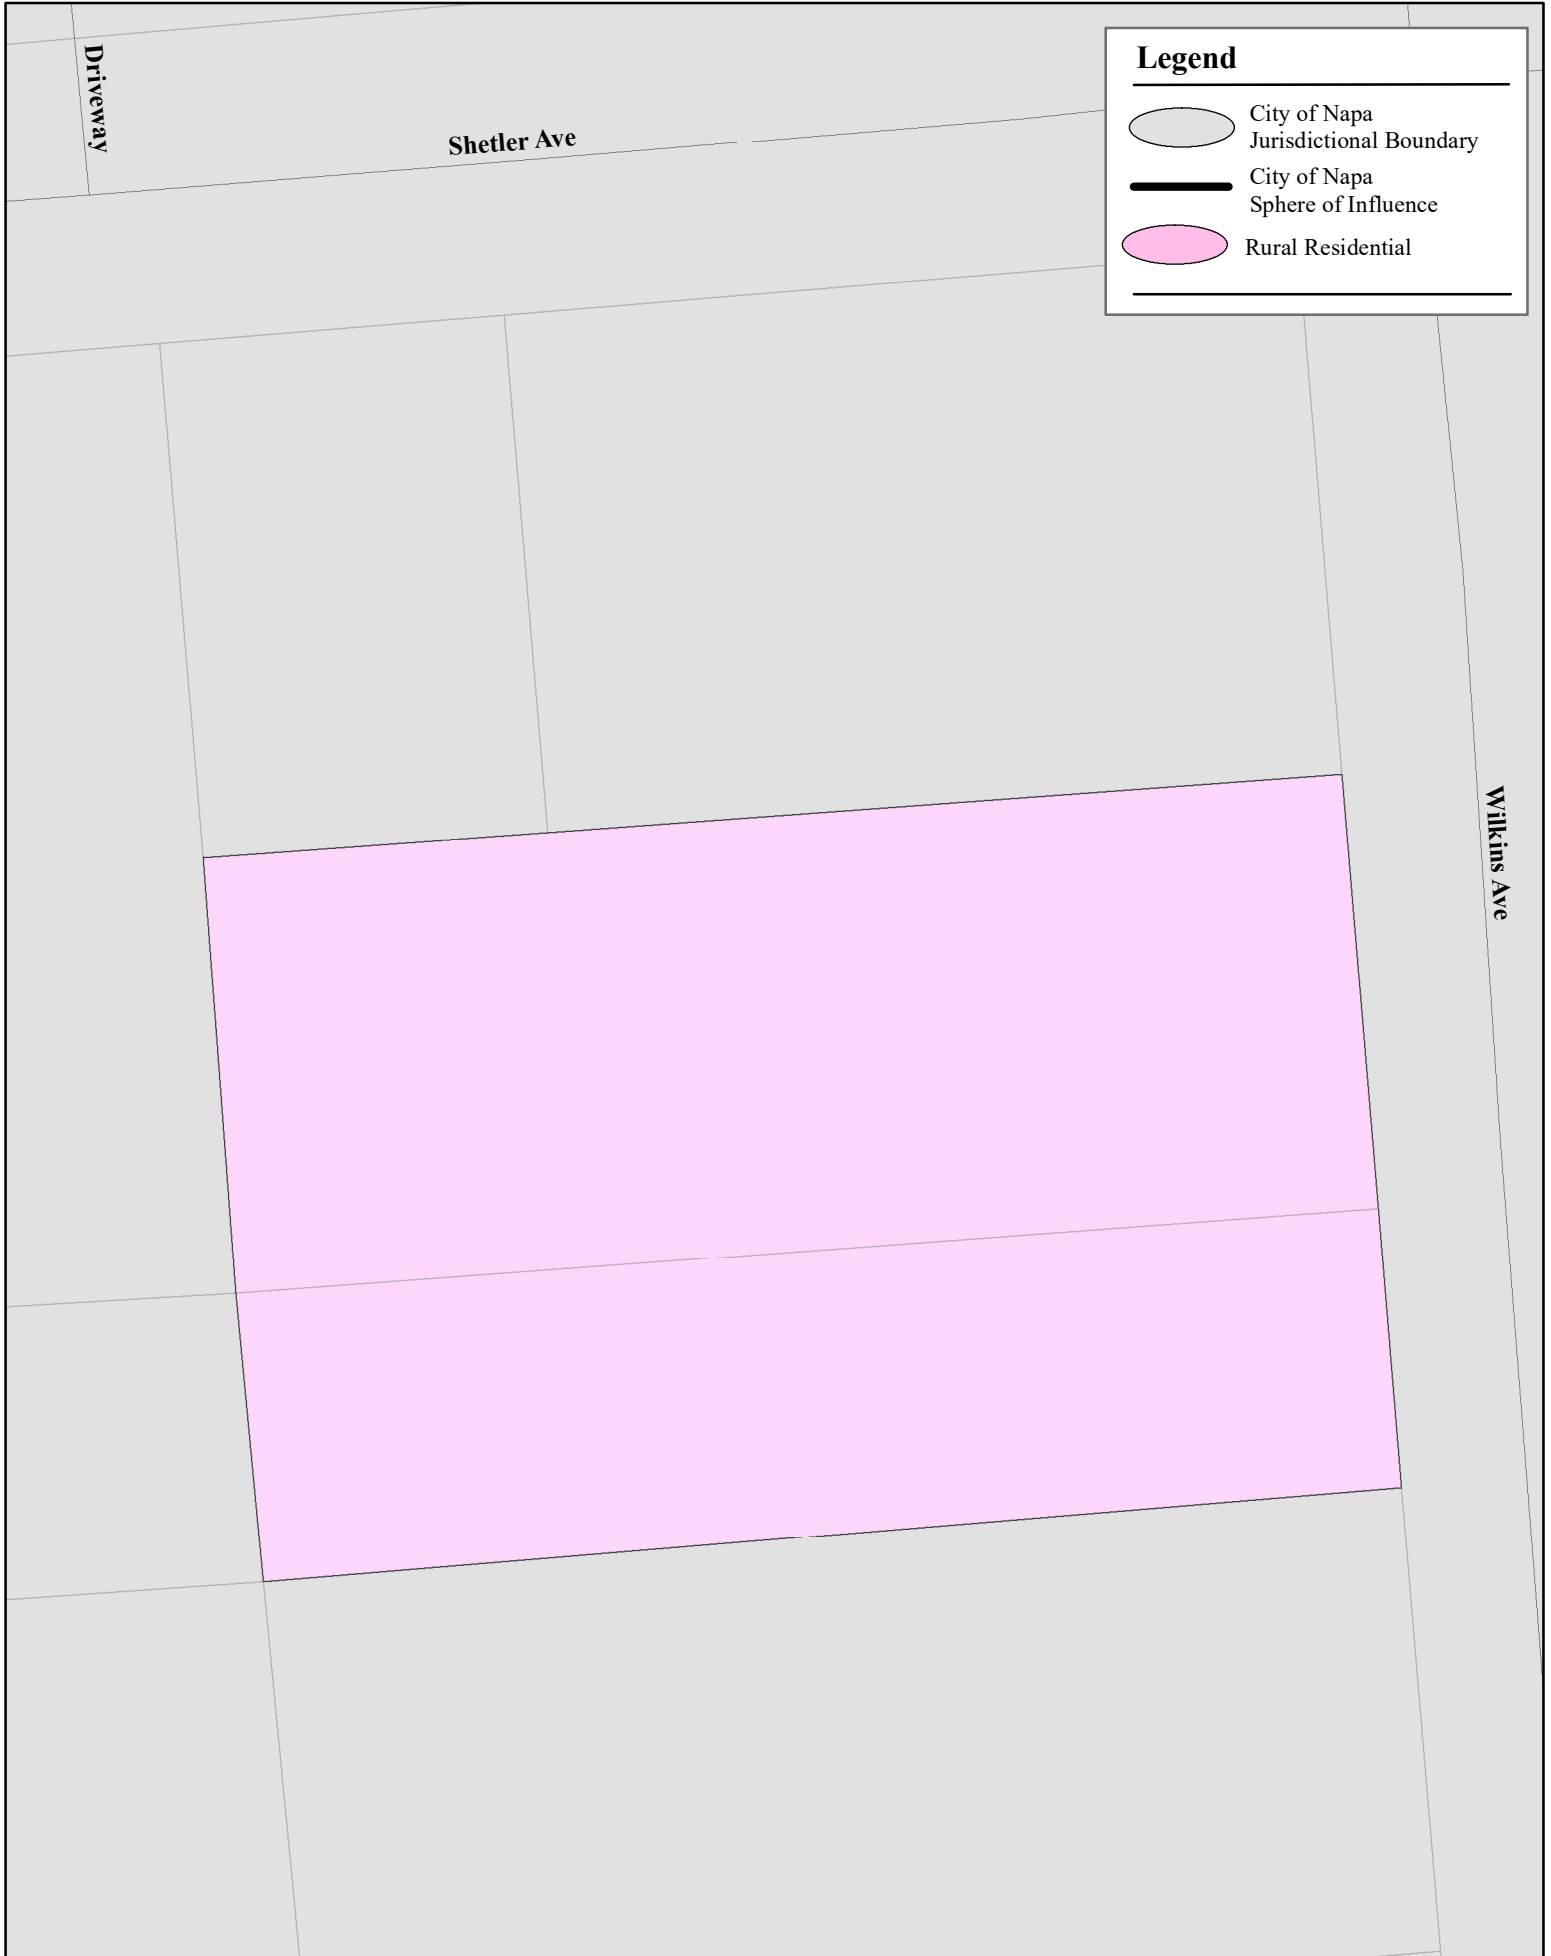 Driveway
Shetler Ave
Legend
City of Napa
Jurisdictional Boundary
City of Napa
Sphere of Influence
Rural Residential
Wilkins Ave